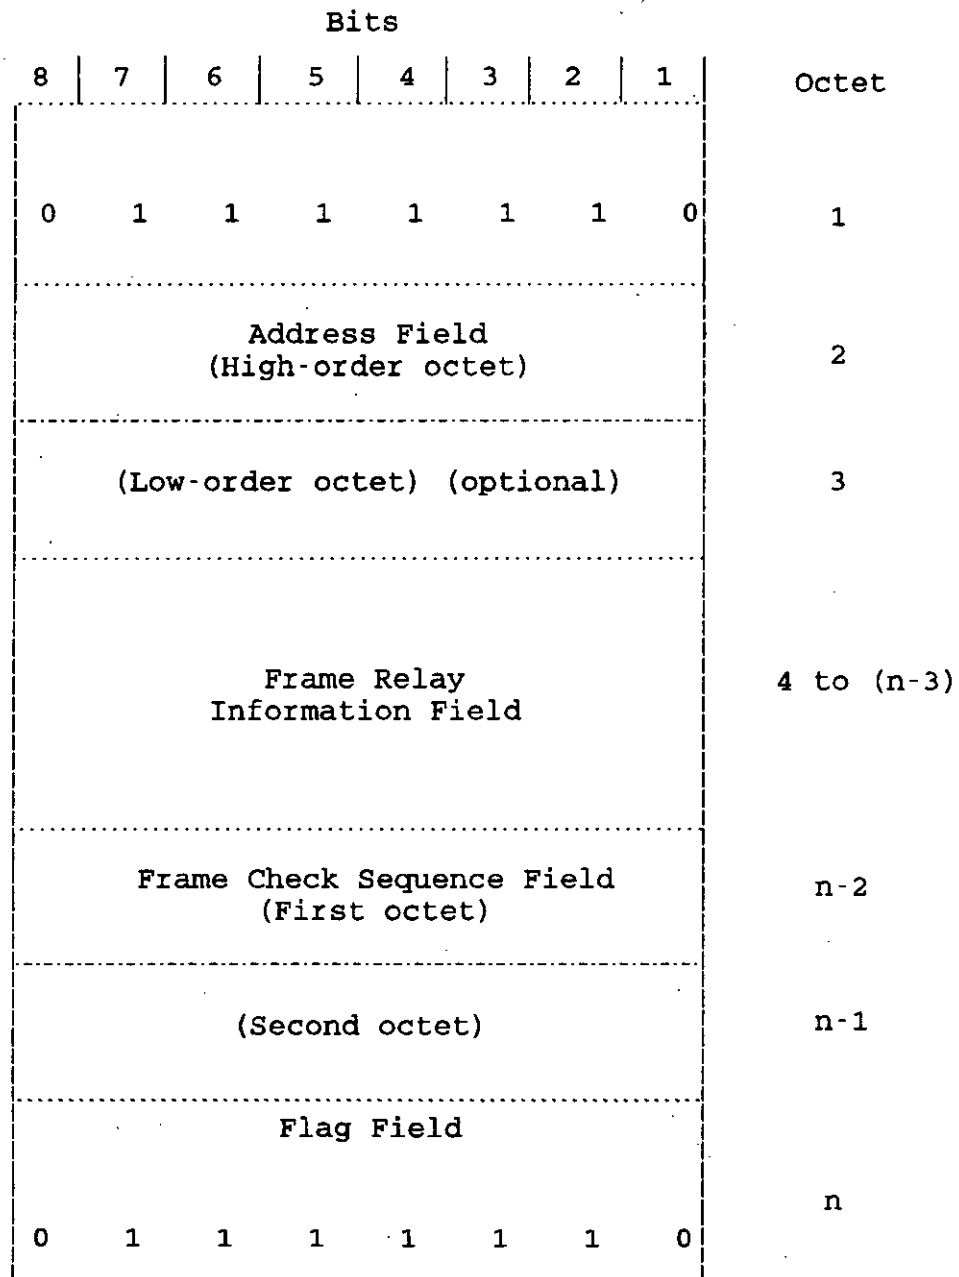 Bits
8 7 6 5 4 3 2 1 Octet
0 1 1 1 1 1 1 0 1
Address Field
(High-order octet) 2
(Low-order octet) (optional) 3
Frame Relay 4 to (n-3)
Information Field
Frame Check Sequence Field n-2
(First octet)
(Second octet) n-1
Flag Field
n
0 1 1 1 1 1 1 0